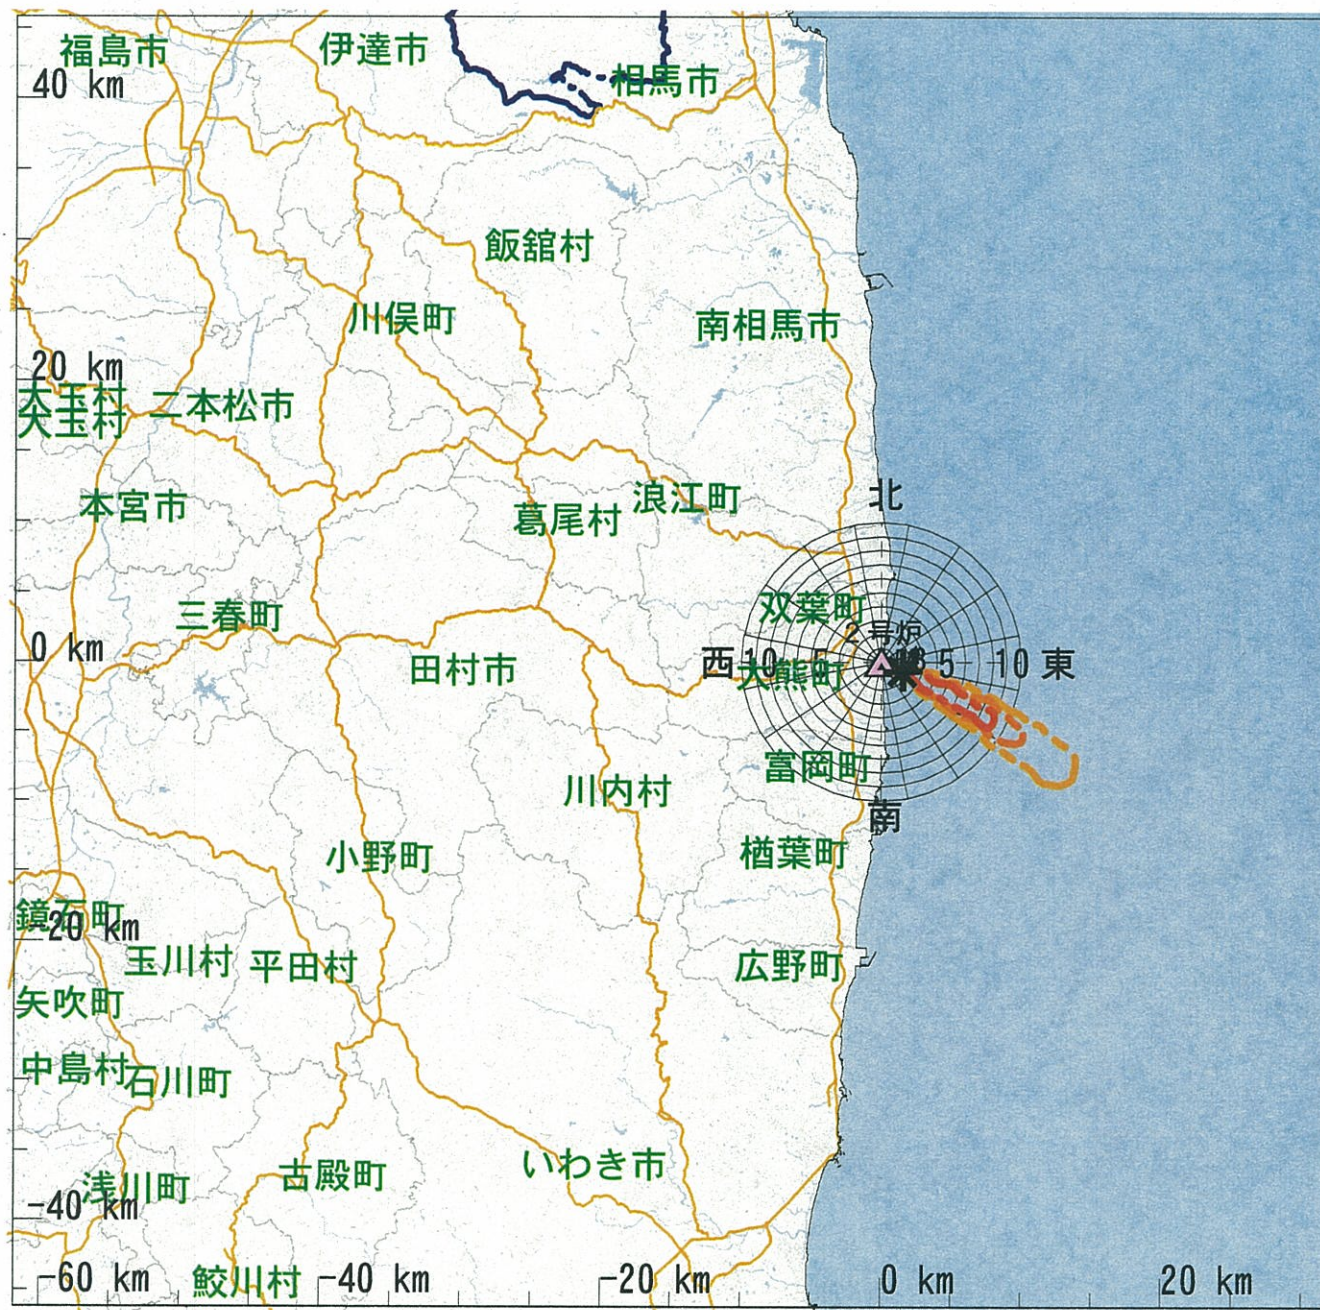 福島市
伊達市
相馬市
40 km
飯舘村
川俣町
南相馬市
20 km
大玉村
大玉村
二本松市
本宮市
葛尾村
浪江町
北
三春町
双葉町
2号炉
0 km
田村市
西
10
5
大熊町
5
10
東
富岡町
川内村
南
小野町
楢葉町
鏡石町
-20 km
玉川村
平田村
広野町
矢吹町
中島村
石川町
いわき市
古殿町
浅川町
-40 km
鮫川村
-60 km
-40 km
-20 km
0 km
20 km